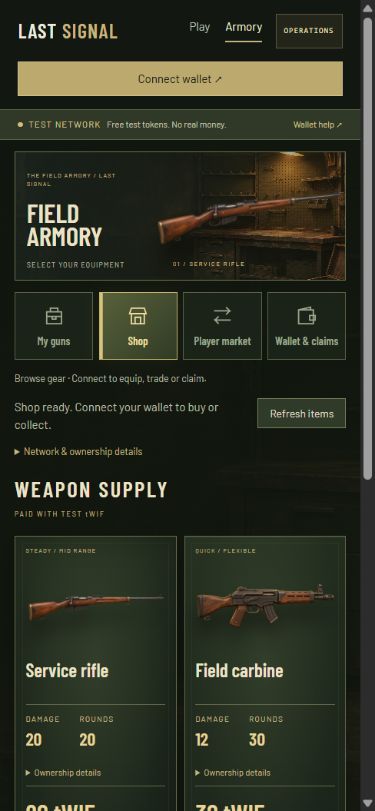 LAST SIGNAL
Play
Armory
OPERATIONS
Connect wallet ↗
TEST NETWORK Free test tokens. No real money.
Wallet help ↗
THE FIELD ARMORY / LAST
SIGNAL
FIELD
ARMORY
SELECT YOUR EQUIPMENT
01 / SERVICE RIFLE
My guns
Shop
Player market
Wallet & claims
Browse gear · Connect to equip, trade or claim.
Shop ready. Connect your wallet to buy or
collect.
Refresh items
▶ Network & ownership details
WEAPON SUPPLY
PAID WITH TEST tWIF
STEADY / MID RANGE
Service rifle
DAMAGE ROUNDS
20 20
▶ Ownership details
QUICK / FLEXIBLE
Field carbine
DAMAGE ROUNDS
12 30
▶ Ownership details